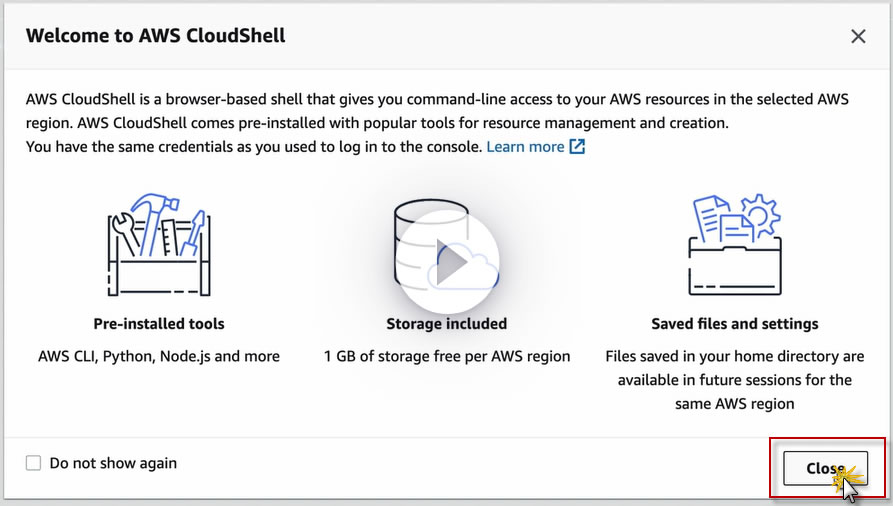 Welcome to AWS CloudShell
AWS CloudShell is a browser-based shell that gives you command-line access to your AWS resources in the selected AWS
region. AWS CloudShell comes pre-installed with popular tools for resource management and creation.
You have the same credentials as you used to log in to the console. Learn more
Pre-installed tools
AWS CLI, Python, Node.js and more
Storage included
1 GB of storage free per AWS region
Saved files and settings
Files saved in your home directory are
available in future sessions for the
same AWS region
Do not show again
Close